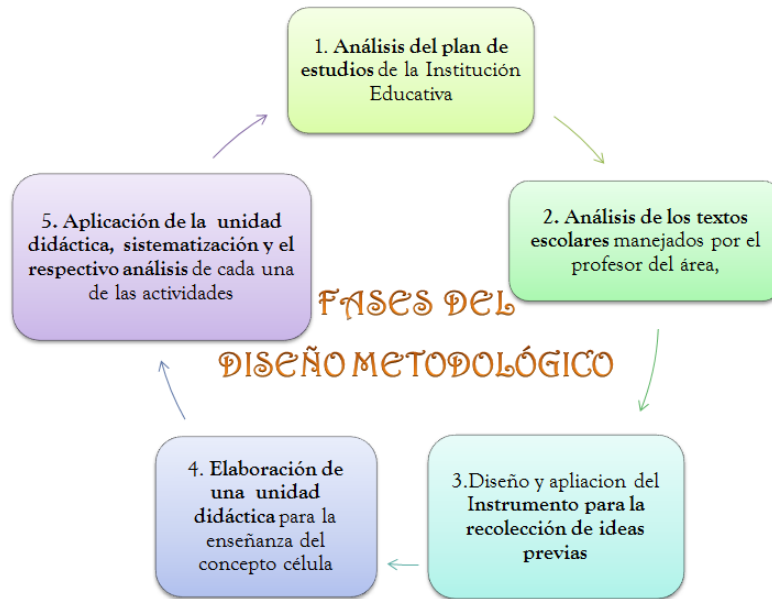 1. Análisis del plan de
estudios de la Institución
Educativa
2. Análisis de los textos
escolares manejados por el
profesor del área,
3.Diseño y apliacion del
Instrumento para la
recolección de ideas
previas
4. Elaboración de
una unidad
didáctica para la
enseñanza del
concepto célula
5. Aplicación de la unidad
didáctica, sistematización y el
respectivo análisis de cada una
de las actividades
FASES DEL
DISEÑO METODOLÓGICO